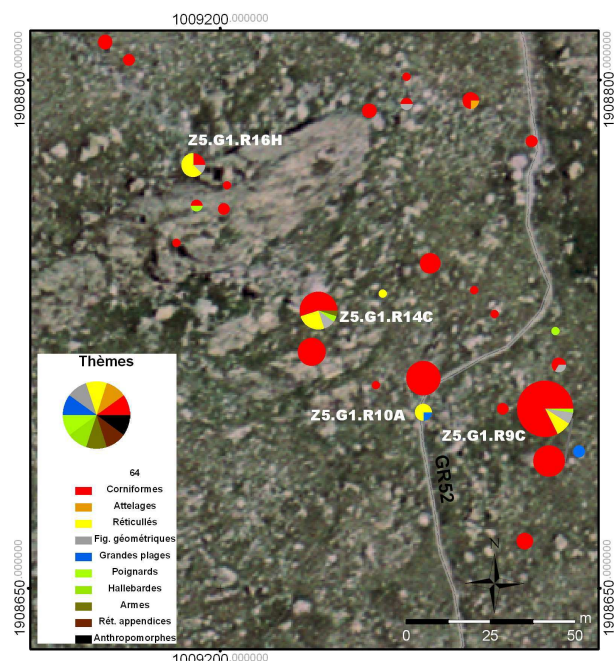 1009200.000000
1908800.000000
Z5.G1.R16H
Z5.G1.R14C
Z5.G1.R10A
Z5.G1.R9C
GR52
Thèmes
64
Corniformes
Attelages
Réticullés
Fig. géométriques
Grandes plages
Poignards
Hallebardes
Armes
Rét. appendices
Anthropomorphes
N
m
0 25 50
1908650.000000
1908800.000000
1908650.000000
1009200.000000